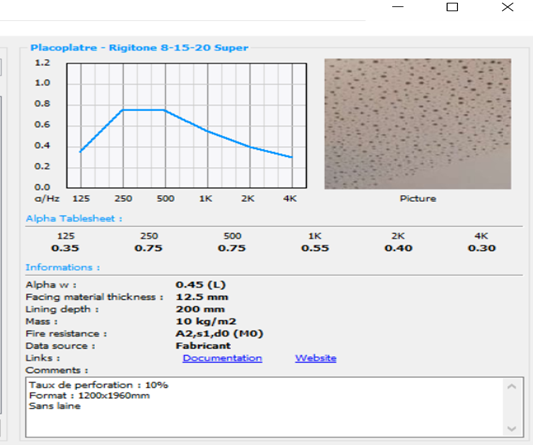 Placoplatre - Rigitone 8-15-20 Super
1.2
1.0
0.8
0.6
0.4
0.2
0.0
α/Hz 125 250 500 1K 2K 4K
Picture
Alpha Tablesheet :
125 250 500 1K 2K 4K
0.35 0.75 0.75 0.55 0.40 0.30
Informations :
Alpha w : 0.45 (L)
Facing material thickness : 12.5 mm
Lining depth : 200 mm
Mass : 10 kg/m2
Fire resistance : A2,s1,d0 (M0)
Data source : Fabricant
Links : Documentation Website
Comments :
Taux de perforation : 10%
Format : 1200x1960mm
Sans laine